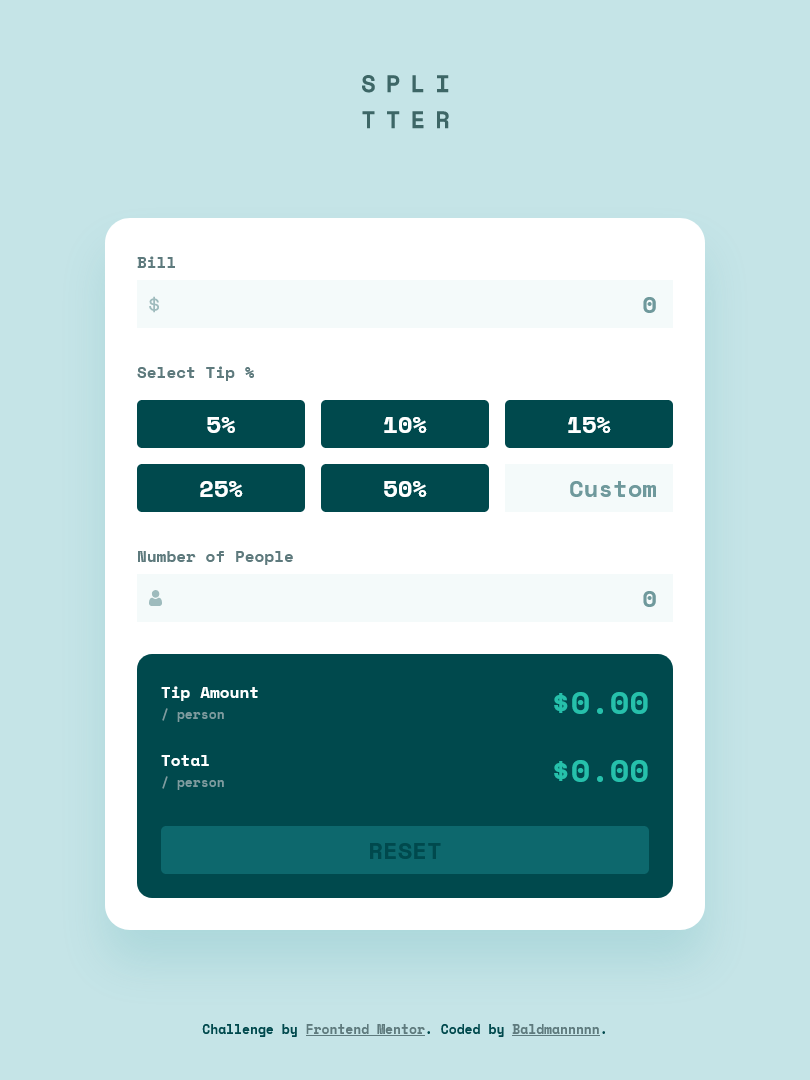 SPLI
TTER
Bill
$ 0
Select Tip %
5% 10% 15%
25% 50% Custom
Number of People
0
Tip Amount
/ person
$0.00
Total
/ person
$0.00
RESET
Challenge by Frontend Mentor. Coded by Baldmannnnn.